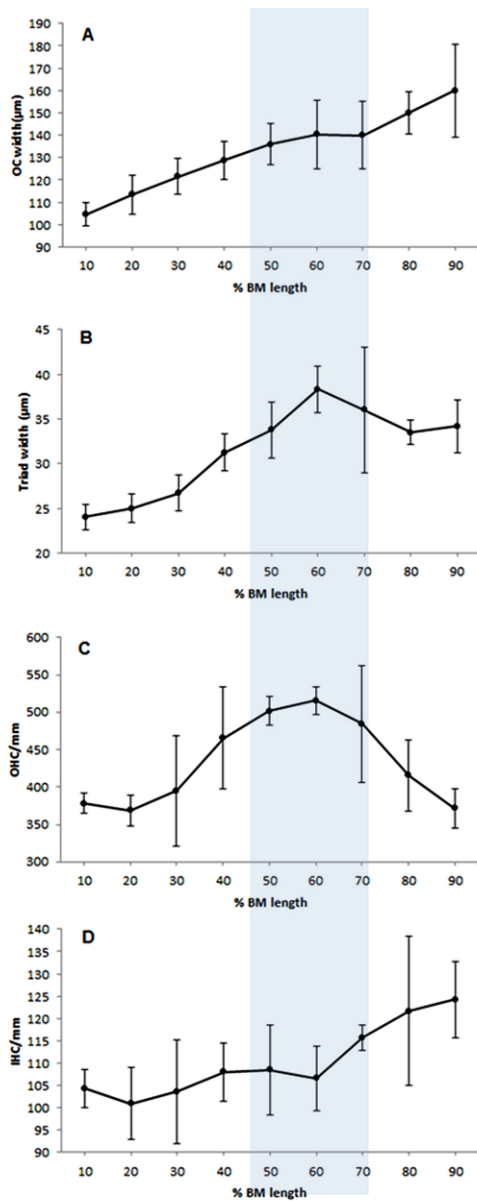 A
OC width(µm)
190
180
170
160
150
140
130
120
110
100
90
10 20 30 40 50 60 70 80 90
% BM length
B
Triad width (µm)
45
40
35
30
25
20
10 20 30 40 50 60 70 80 90
% BM length
C
OHC/mm
600
550
500
450
400
350
300
10 20 30 40 50 60 70 80 90
% BM length
D
IHC/mm
140
135
130
125
120
115
110
105
100
95
90
10 20 30 40 50 60 70 80 90
% BM length